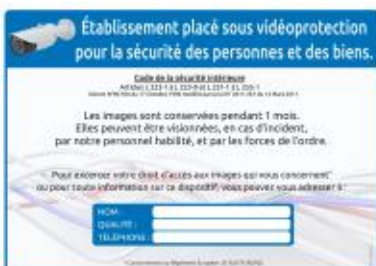 Établissement placé sous vidéoprotection
pour la sécurité des personnes et des biens.
Code de la sécurité intérieure
Les images sont conservées pendant 1 mois.
Elles peuvent être visionnées, en cas d'incident,
par notre personnel habilité, et par les forces de l'ordre.
Pour excercer votre droit d'accès aux images qui vous concernent*
ou pour toute information sur ce dispositif, vous pouvez vous adresser à :
NOM :
QUALITÉ :
TÉLÉPHONE :